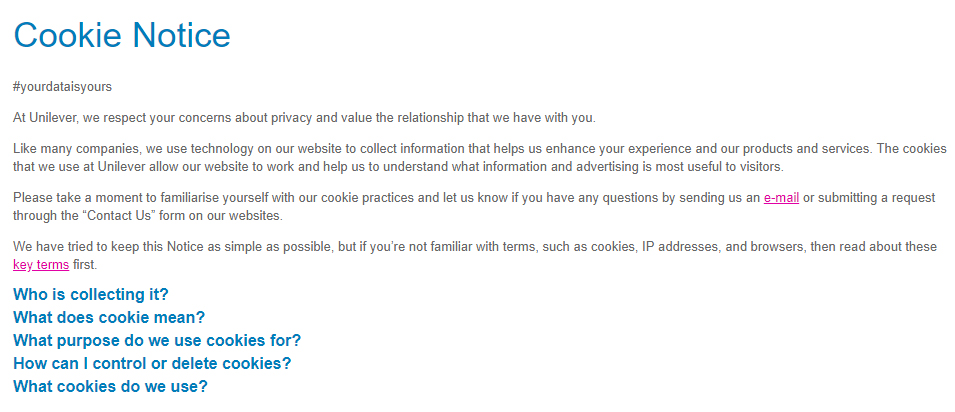 Cookie Notice
#yourdataisyours
At Unilever, we respect your concerns about privacy and value the relationship that we have with you.
Like many companies, we use technology on our website to collect information that helps us enhance your experience and our products and services. The cookies
that we use at Unilever allow our website to work and help us to understand what information and advertising is most useful to visitors.
Please take a moment to familiarise yourself with our cookie practices and let us know if you have any questions by sending us an e-mail or submitting a request
through the “Contact Us” form on our websites.
We have tried to keep this Notice as simple as possible, but if you’re not familiar with terms, such as cookies, IP addresses, and browsers, then read about these
key terms first.
Who is collecting it?
What does cookie mean?
What purpose do we use cookies for?
How can I control or delete cookies?
What cookies do we use?